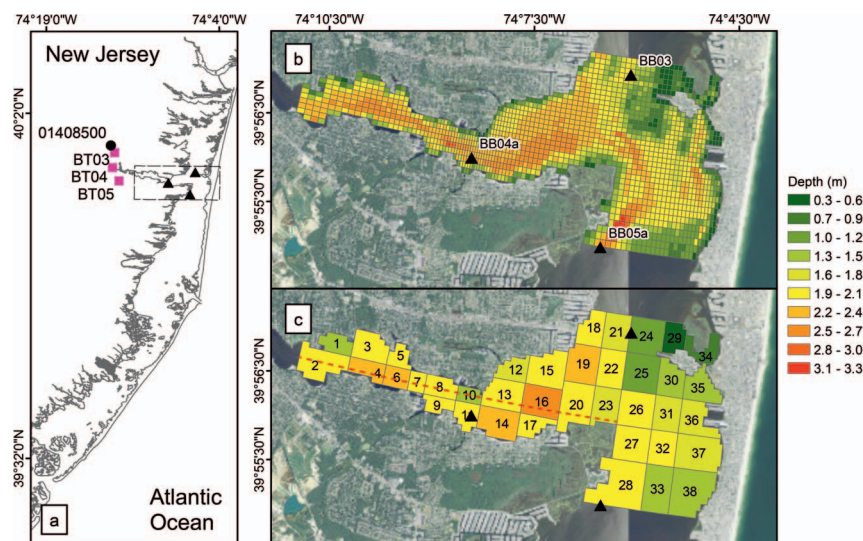 74°19'0"W 74°4'0"W
74°10'30"W 74°7'30"W 74°4'30"W
New Jersey
40°2'0"N
01408500
BT03
BT04
BT05
39°32'0"N
Atlantic
Ocean
a
b
39°56'30"N
39°55'30"N
BB03
BB04a
BB05a
Depth (m)
0.3 - 0.6
0.7 - 0.9
1.0 - 1.2
1.3 - 1.5
1.6 - 1.8
1.9 - 2.1
2.2 - 2.4
2.5 - 2.7
2.8 - 3.0
3.1 - 3.3
c
39°56'30"N
39°55'30"N
1 2 3 4 5 6 7 8 9 10
12 13 14 15 16 17 18 19 20
21 22 23 24 25 26 27 28 29
30 31 32 33 34 35 36 37 38